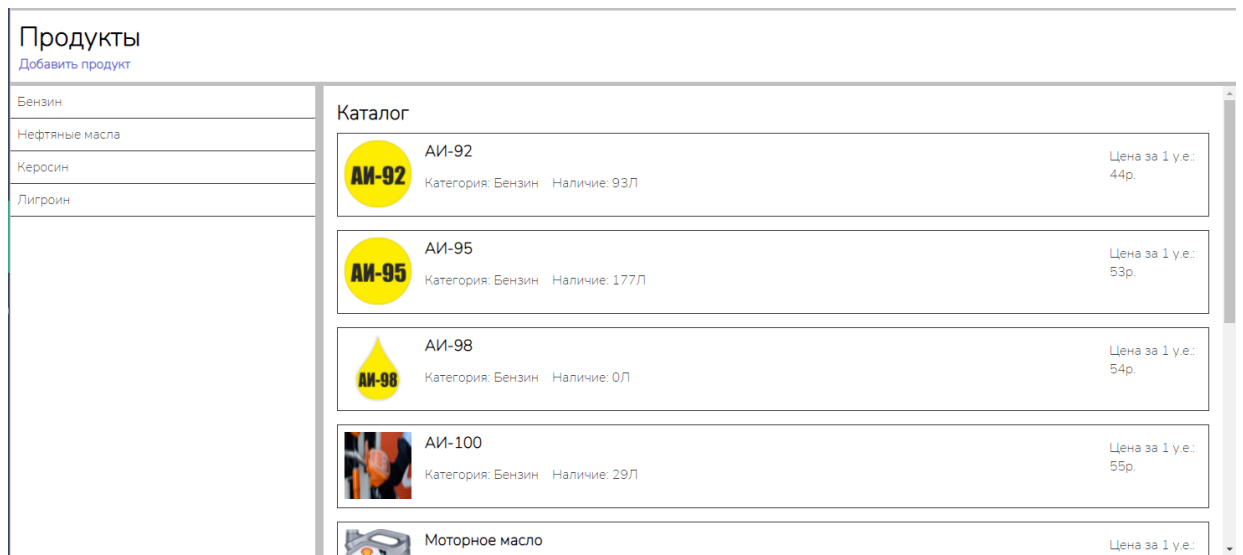 Продукты
Добавить продукт
Бензин
Нефтяные масла
Керосин
Лигроин
Каталог
АИ-92
АИ-92
Категория: Бензин Наличие: 93Л
Цена за 1 у.е.:
44р.
АИ-95
АИ-95
Категория: Бензин Наличие: 177Л
Цена за 1 у.е.:
53р.
АИ-98
АИ-98
Категория: Бензин Наличие: 0Л
Цена за 1 у.е.:
54р.
АИ-100
Категория: Бензин Наличие: 29Л
Цена за 1 у.е.:
55р.
Моторное масло
Цена за 1 у.е.: